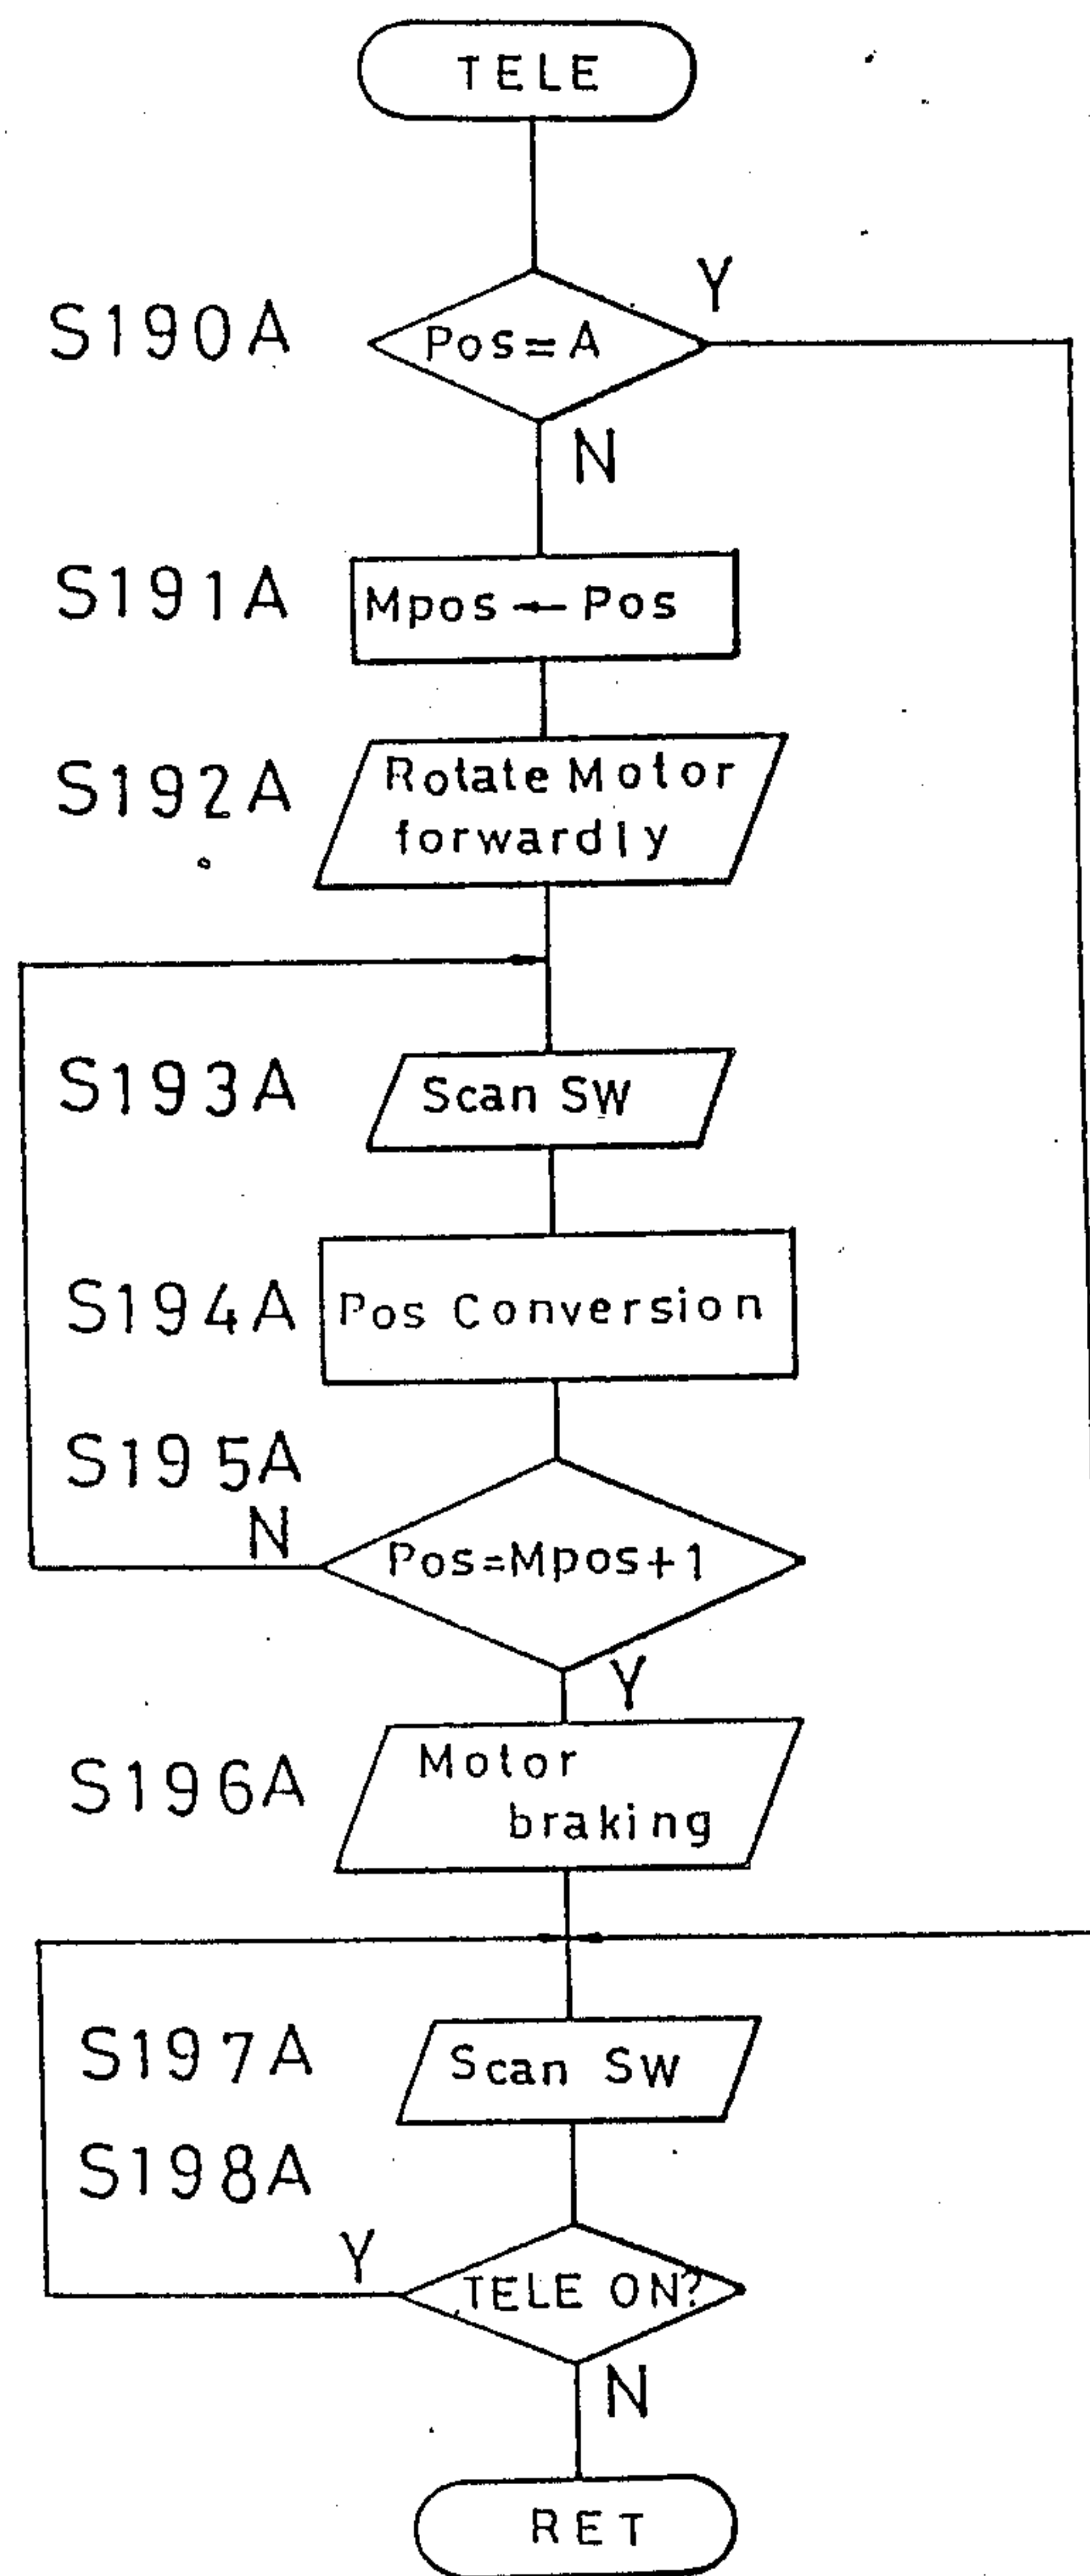 TELE
Y
S190A
Pos=A
N
S191A
Mpos ← Pos
S192A
Rotate Motor
forwardly
S193A
Scan SW
S194A
Pos Conversion
S195A
N
Pos=Mpos+1
Y
S196A
Motor
braking
S197A
Scan SW
S198A
Y
TELE ON?
N
RET